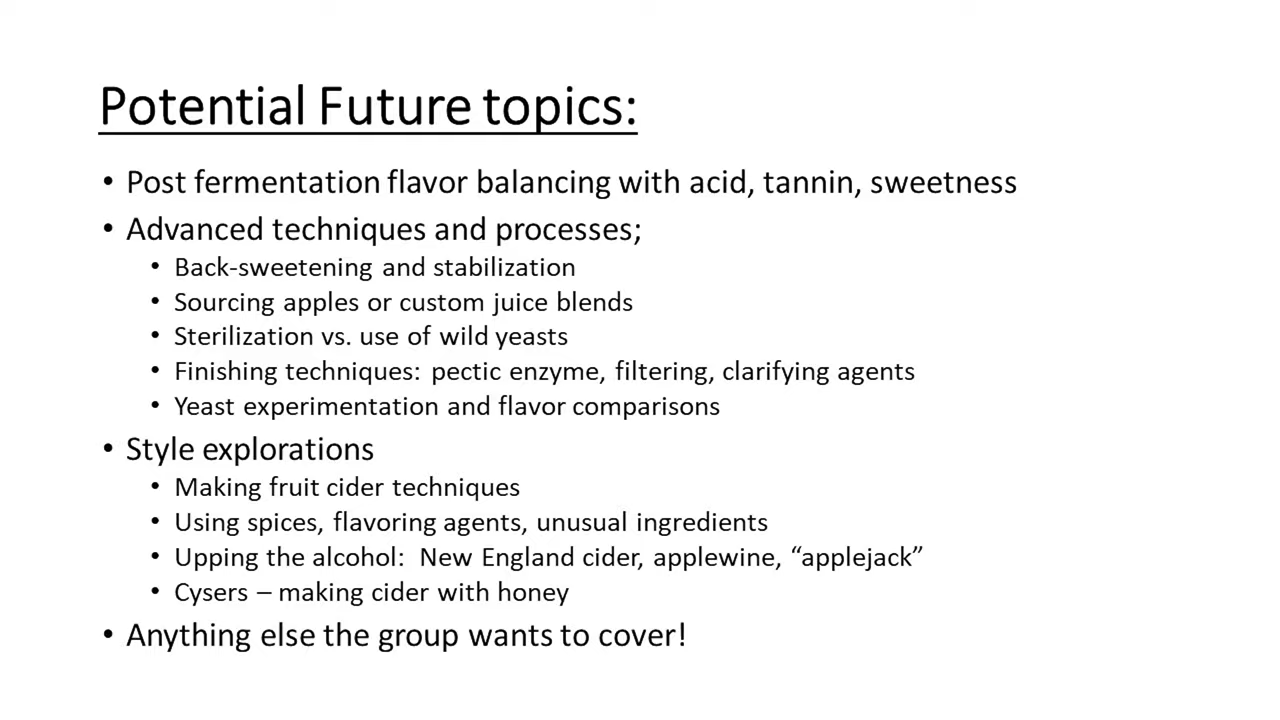 Potential Future topics:
• Post fermentation flavor balancing with acid, tannin, sweetness
• Advanced techniques and processes;
• Back-sweetening and stabilization
• Sourcing apples or custom juice blends
• Sterilization vs. use of wild yeasts
• Finishing techniques: pectic enzyme, filtering, clarifying agents
• Yeast experimentation and flavor comparisons
• Style explorations
• Making fruit cider techniques
• Using spices, flavoring agents, unusual ingredients
• Upping the alcohol: New England cider, applewine, “applejack”
• Cysers – making cider with honey
• Anything else the group wants to cover!